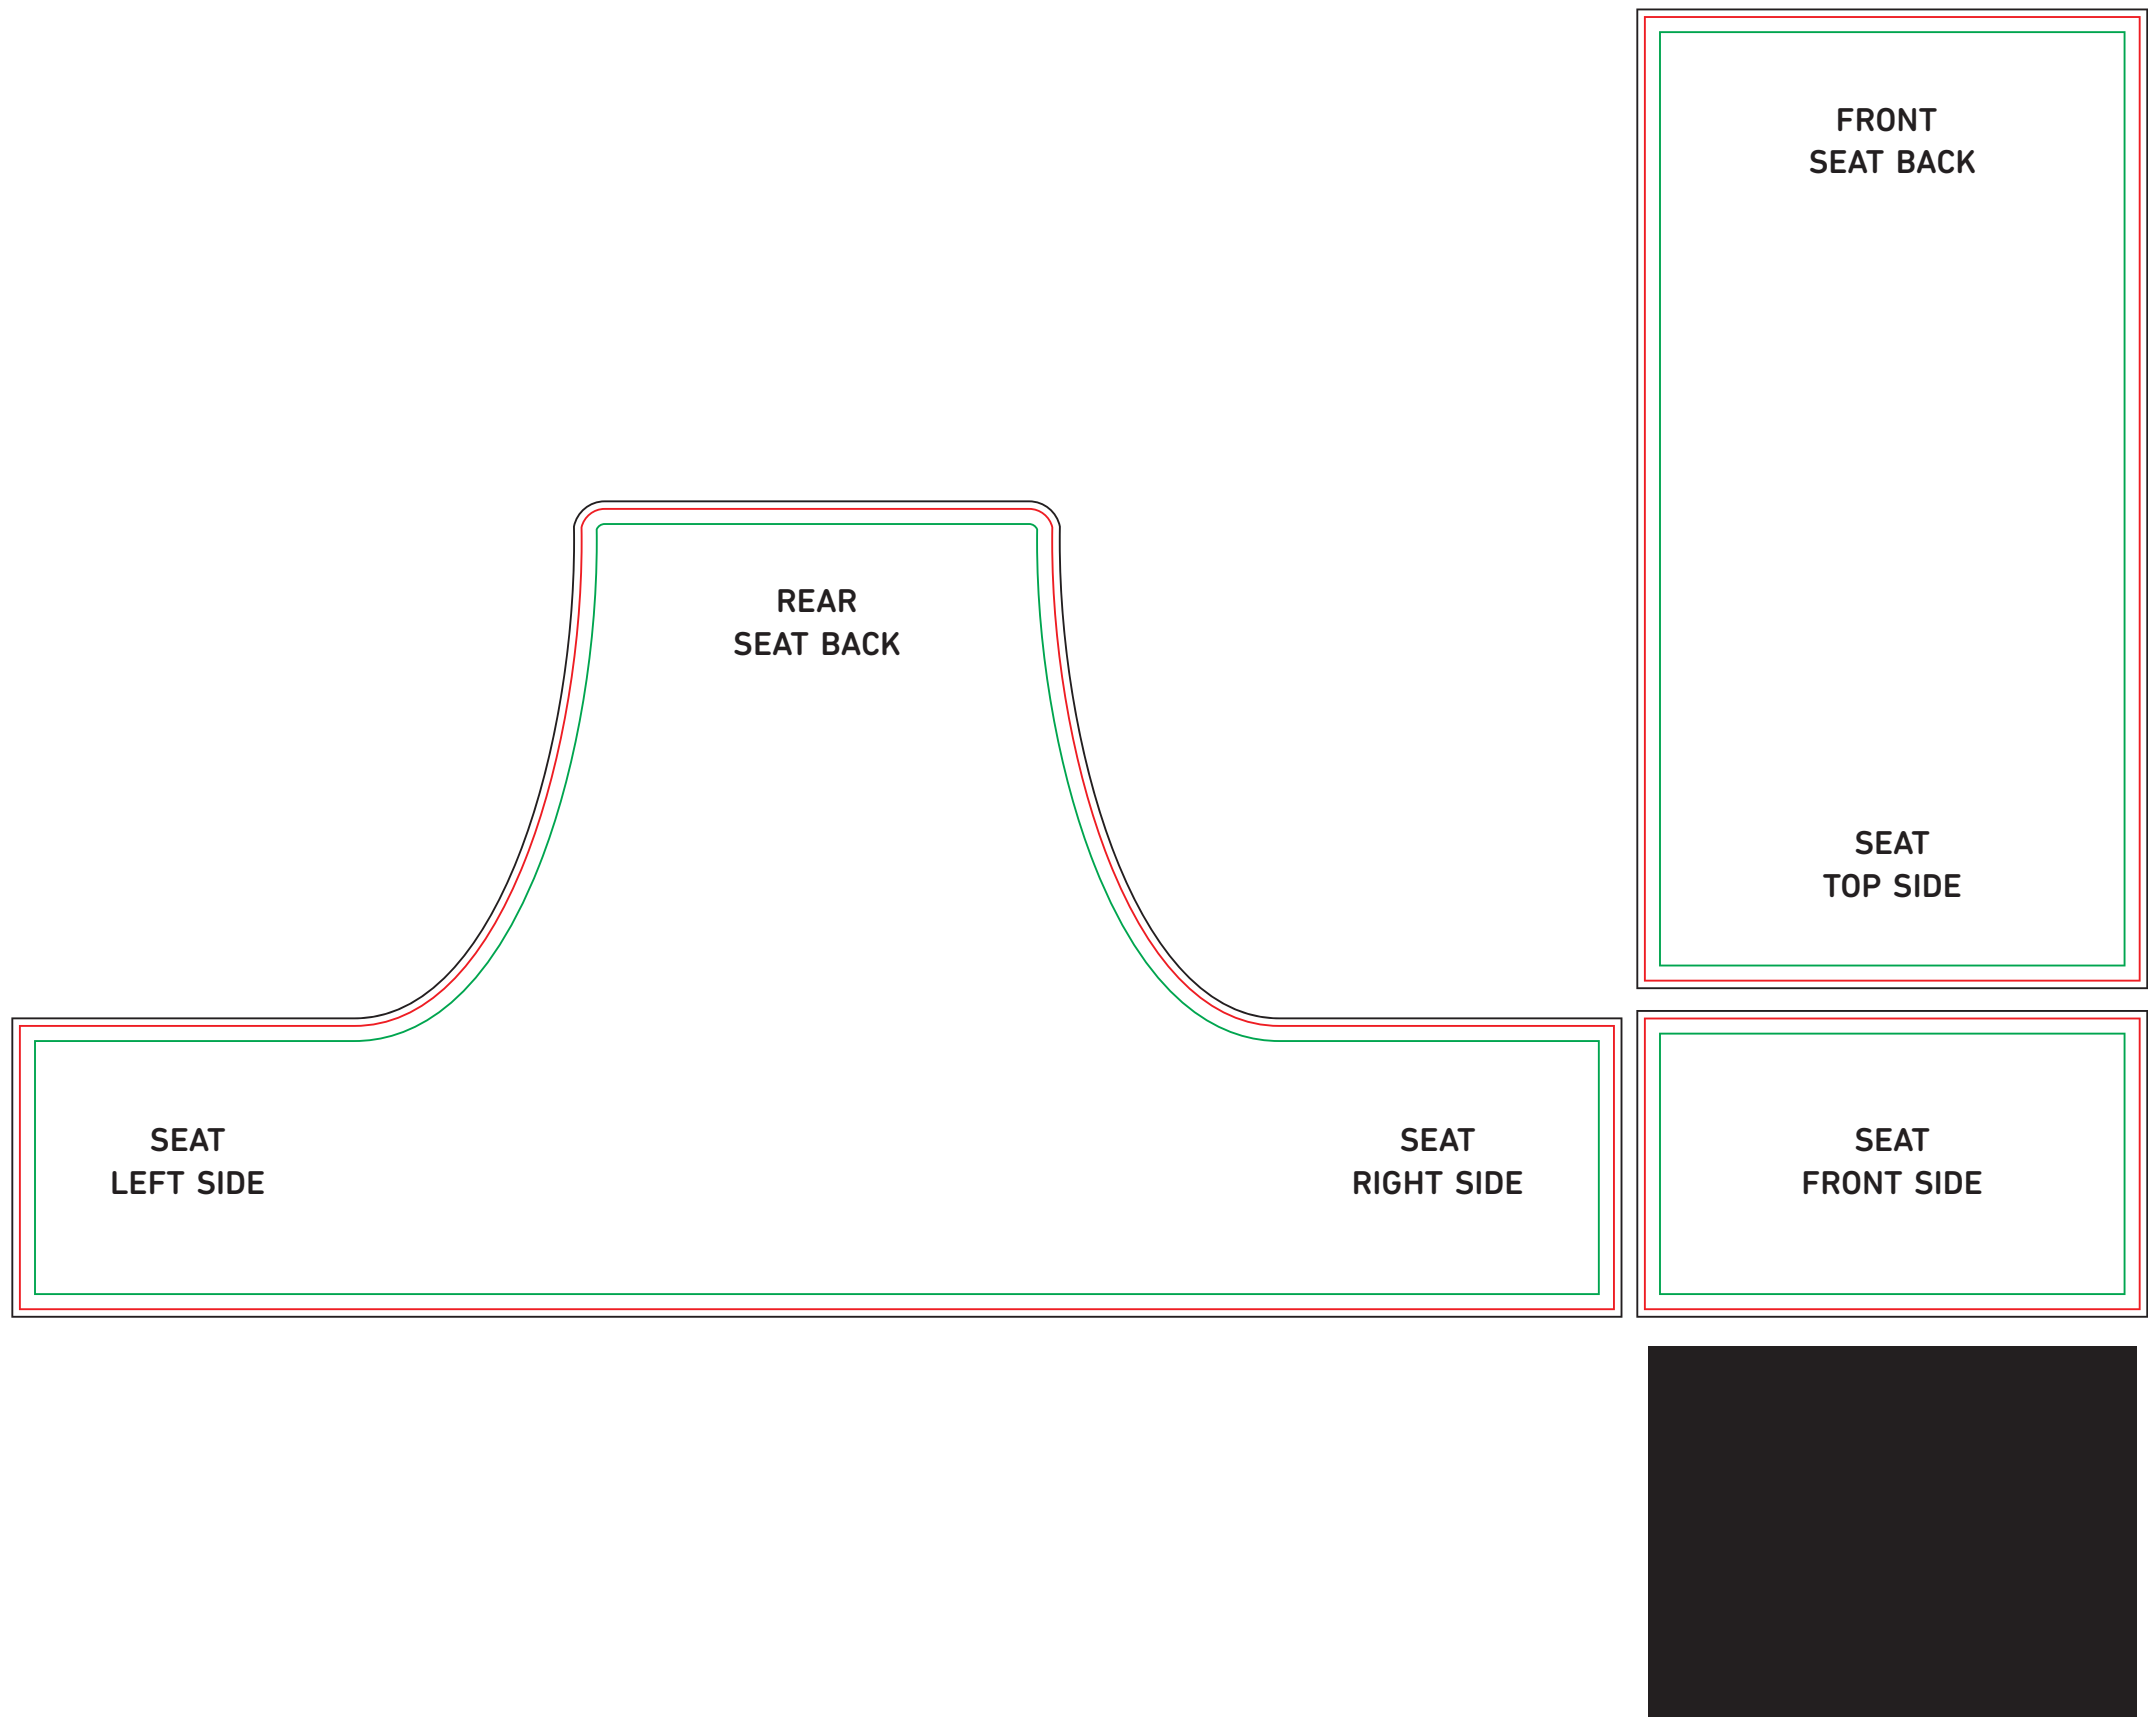 FRONT
SEAT BACK
REAR
SEAT BACK
SEAT
TOP SIDE
SEAT
LEFT SIDE
SEAT
RIGHT SIDE
SEAT
FRONT SIDE